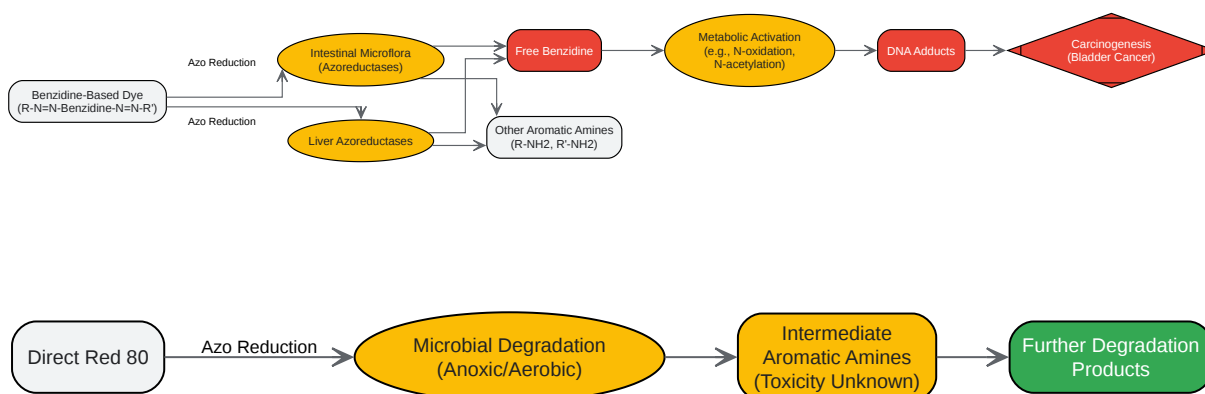 Azo Reduction
Intestinal Microflora
(Azoreductases)
Free Benzidine
Metabolic Activation
(e.g., N-oxidation,
N-acetylation)
DNA Adducts
Carcinogenesis
(Bladder Cancer)
Benzidine-Based Dye
(R-N=N-Benzidine-N=N-R')
Azo Reduction
Liver Azoreductases
Other Aromatic Amines
(R-NH2, R'-NH2)
Direct Red 80
Azo Reduction
Microbial Degradation
(Anoxic/Aerobic)
Intermediate
Aromatic Amines
(Toxicity Unknown)
Further Degradation
Products